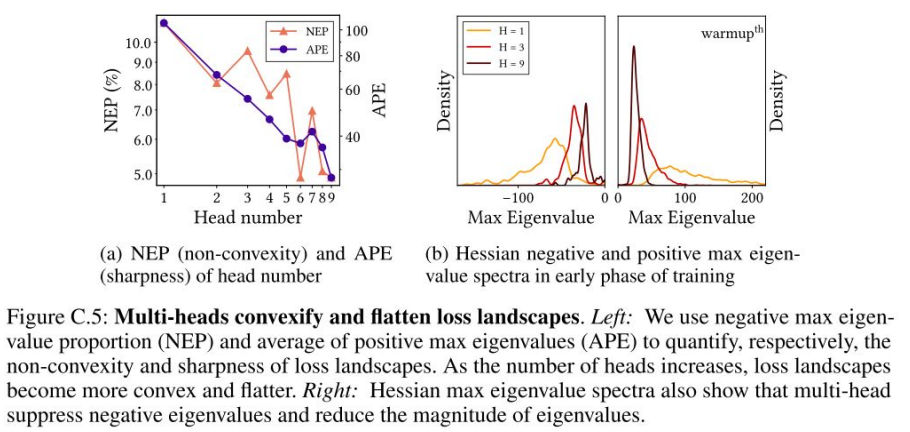 NEP
APE
10.0
9.0
8.0
7.0
6.0
5.0
NEP (%)
100
80
60
40
APE
1 2 3 4 5 6 7 8 9
Head number
H = 1
H = 3
H = 9
warmupth
Density
Density
−100 0
0 100 200
Max Eigenvalue
Max Eigenvalue
(a) NEP (non-convexity) and APE
(sharpness) of head number
(b) Hessian negative and positive max eigen-
value spectra in early phase of training
Figure C.5: Multi-heads convexify and flatten loss landscapes. Left: We use negative max eigen-
value proportion (NEP) and average of positive max eigenvalues (APE) to quantify, respectively, the
non-convexity and sharpness of loss landscapes. As the number of heads increases, loss landscapes
become more convex and flatter. Right: Hessian max eigenvalue spectra also show that multi-head
suppress negative eigenvalues and reduce the magnitude of eigenvalues.